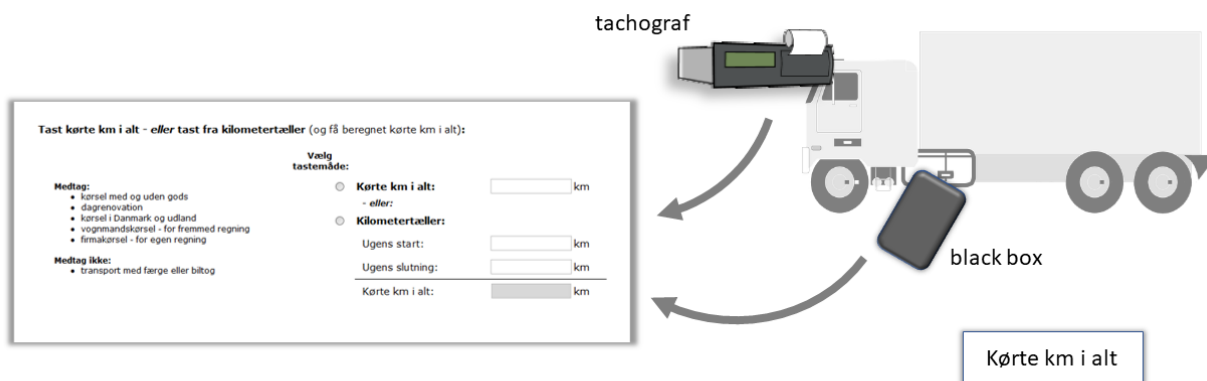 tachograf
Tast kørte km i alt - eller tast fra kilometertæller (og få beregnet kørte km i alt):
Vælg
tastemåde:
Medtag:
• kørsel med og uden gods
• dagrenovation
• kørsel i Danmark og udland
• vognmandskørsel - for fremmed regning
• firmakørsel - for egen regning
Medtag ikke:
• transport med færge eller biltog
Kørte km i alt: km
- eller:
Kilometertæller:
Ugens start: km
Ugens slutning: km
Kørte km i alt: km
black box
Kørte km i alt